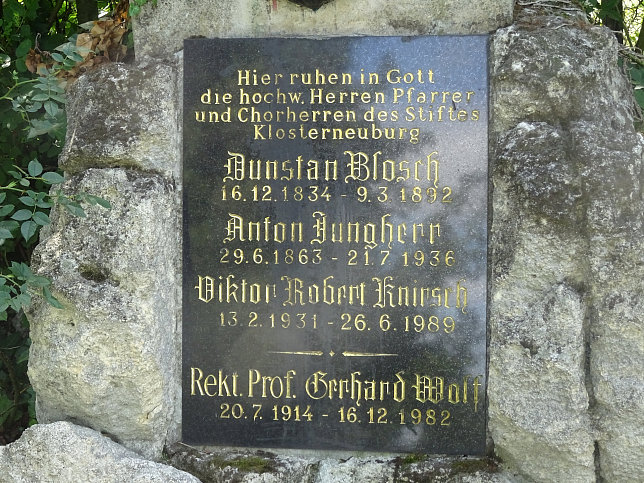 Hier ruhen in Gott
die hochw. Herren Pfarrer
und Chorherren des Stiftes
Klosterneuburg
Dunstan Blosch
16.12.1834 - 9.3.1892
Anton Jungherr
29.6.1863 - 21.7.1936
Viktor Robert Knirsch
13.2.1931 - 26.6.1989
Rekt. Prof. Gerhard Wolf
20.7.1914 - 16.12.1982